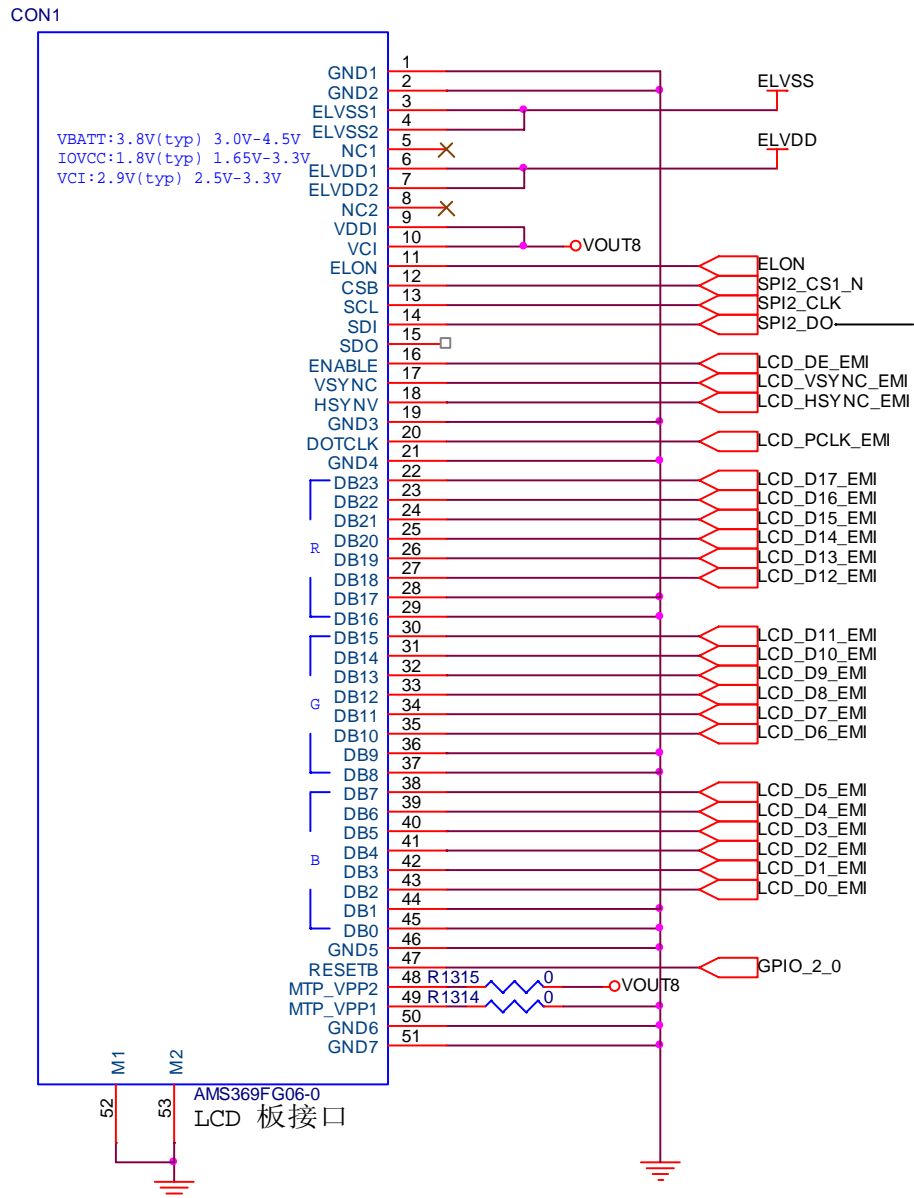 CON1
VBATT:3.8V(typ) 3.0V-4.5V
IOVCC:1.8V(typ) 1.65V-3.3V
VCI:2.9V(typ) 2.5V-3.3V
GND1 1
GND2 2
ELVSS1 3 ELVSS
ELVSS2 4
NC1 5
ELVDD1 6 ELVDD
ELVDD2 7
NC2 8
VDDI 9
VCI 10 VOUT8
ELON 11 ELON
CSB 12 SPI2_CS1_N
SCL 13 SPI2_CLK
SDI 14 SPI2_DO
SDO 15
ENABLE 16 LCD_DE_EMI
VSYNC 17 LCD_VSYNC_EMI
HSYNV 18 LCD_HSYNC_EMI
GND3 19
DOTCLK 20 LCD_PCLK_EMI
GND4 21
DB23 22 LCD_D17_EMI
DB22 23 LCD_D16_EMI
DB21 24 LCD_D15_EMI
DB20 25 LCD_D14_EMI
R
DB19 26 LCD_D13_EMI
DB18 27 LCD_D12_EMI
DB17 28
DB16 29
DB15 30 LCD_D11_EMI
DB14 31 LCD_D10_EMI
DB13 32 LCD_D9_EMI
DB12 33 LCD_D8_EMI
G
DB11 34 LCD_D7_EMI
DB10 35 LCD_D6_EMI
DB9 36
DB8 37
DB7 38 LCD_D5_EMI
DB6 39 LCD_D4_EMI
DB5 40 LCD_D3_EMI
DB4 41 LCD_D2_EMI
B
DB3 42 LCD_D1_EMI
DB2 43 LCD_D0_EMI
DB1 44
DB0 45
GND5 46
RESETB 47 GPIO_2_0
MTP_VPP2 48 R1315 0 VOUT8
MTP_VPP1 49 R1314 0
GND6 50
GND7 51
M1 52
M2 53
AMS369FG06-0
LCD 板接口